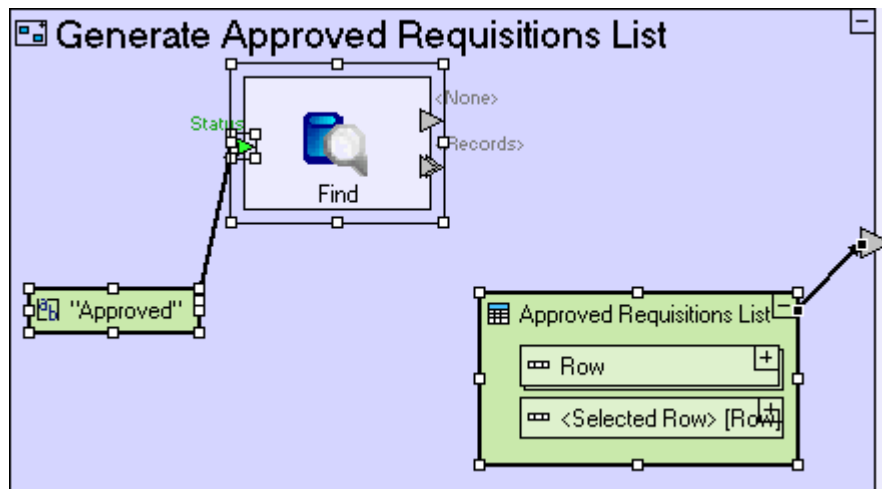 Generate Approved Requisitions List
<None>
Status
<Records>
Find
"Approved"
Approved Requisitions List
Row
<Selected Row> [Row]